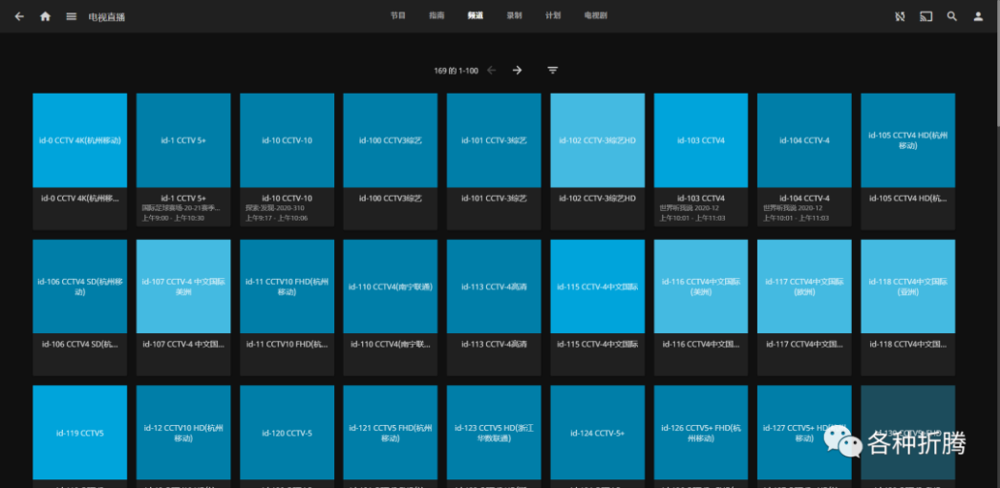 电视直播
节目 指南 频道 录制 计划 电视剧
169 的 1-100
id-0 CCTV 4K(杭州移动)
id-1 CCTV 5+
id-10 CCTV-10
id-100 CCTV3综艺
id-101 CCTV-3综艺
id-102 CCTV-3综艺HD
id-103 CCTV4
id-104 CCTV-4
id-105 CCTV4 HD(杭州
移动)
id-0 CCTV 4K(杭州移...
id-1 CCTV 5+
国际足球赛场-20-21赛季...
上午9:00 - 上午10:30
id-10 CCTV-10
探索·发现-2020-310
上午9:17 - 上午10:06
id-100 CCTV3综艺
id-101 CCTV-3综艺
id-102 CCTV-3综艺HD
id-103 CCTV4
世界听我说 2020-12
上午10:01 - 上午11:03
id-104 CCTV-4
世界听我说 2020-12
上午10:01 - 上午11:03
id-105 CCTV4 HD(杭...
id-106 CCTV4 SD(杭州移
动)
id-107 CCTV-4 中文国际
美洲
id-11 CCTV10 FHD(杭州
移动)
id-110 CCTV4(南宁联通)
id-113 CCTV-4高清
id-115 CCTV-4中文国际
id-116 CCTV4中文国际
(美洲)
id-117 CCTV4中文国际
(欧洲)
id-118 CCTV4中文国际
(亚洲)
id-106 CCTV4 SD(杭...
id-107 CCTV-4 中文国...
id-11 CCTV10 FHD(杭...
id-110 CCTV4(南宁联...
id-113 CCTV-4高清
id-115 CCTV-4中文国际
id-116 CCTV4中文国...
id-117 CCTV4中文国...
id-118 CCTV4中文国...
id-119 CCTV5
id-12 CCTV10 HD(杭州
移动)
id-120 CCTV-5
id-121 CCTV5 FHD(杭州
移动)
id-123 CCTV5 HD(浙江
华数联通)
id-124 CCTV-5+
id-126 CCTV5+ FHD(杭
州移动)
id-127 CCTV5+ HD(杭州
移动)
各种折腾